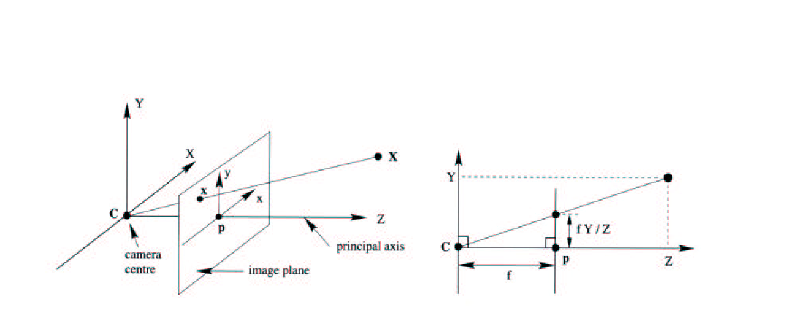 Y
X
X
y
x
x
C
p
Z
principal axis
camera
centre
image plane
Y
f Y / Z
C
p
Z
f